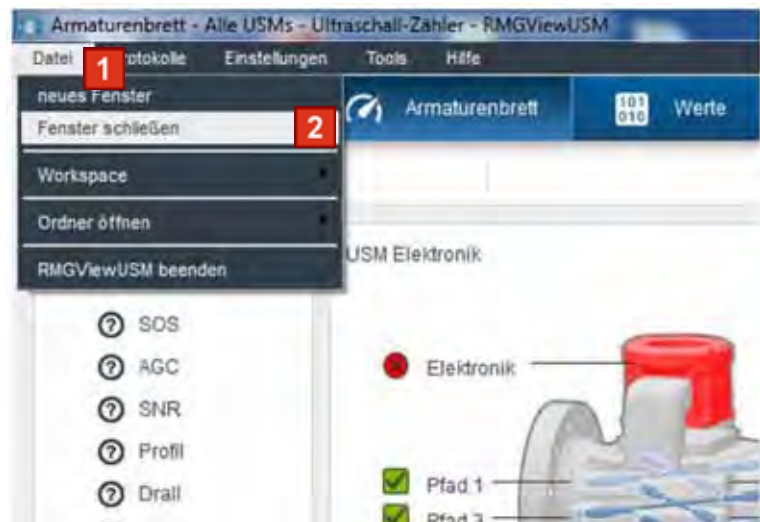 Armaturenbrett - Alle USMs - Ultraschall-Zähler - RMGViewUSM
Datei 1 Protokolle Einstellungen Tools Hilfe
neues Fenster
Armaturenbrett
101
010
Werte
Fenster schließen 2
Workspace
Ordner öffnen
USM Elektronik
RMGViewUSM beenden
SOS
AGC
Elektronik
SNR
Profil
Pfad 1
Drall
Pfad 3